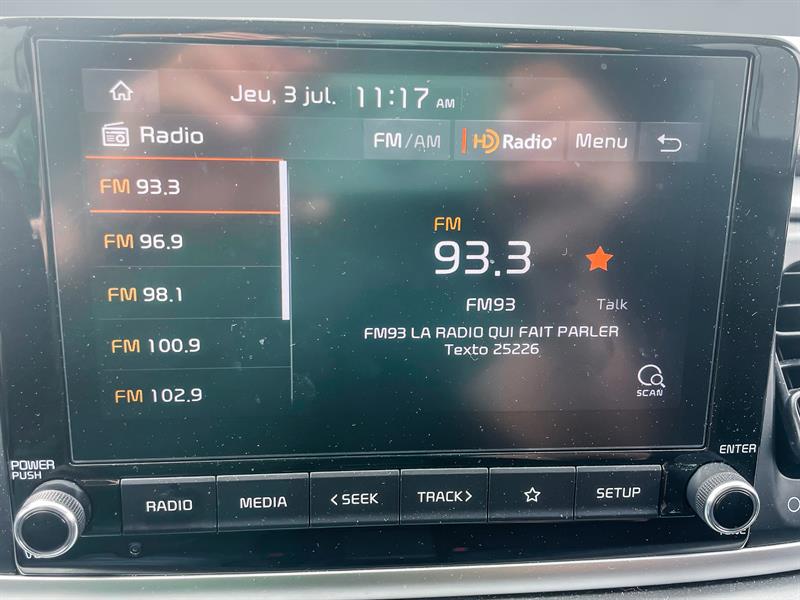 Jeu, 3 jul. 11:17 AM
Radio
FM/AM
HD Radio
Menu
FM 93.3
FM 96.9
FM 98.1
FM 100.9
FM 102.9
FM
93.3
FM93
Talk
FM93 LA RADIO QUI FAIT PARLER
Texto 25226
SCAN
POWER
PUSH
ENTER
RADIO
MEDIA
< SEEK
TRACK >
SETUP